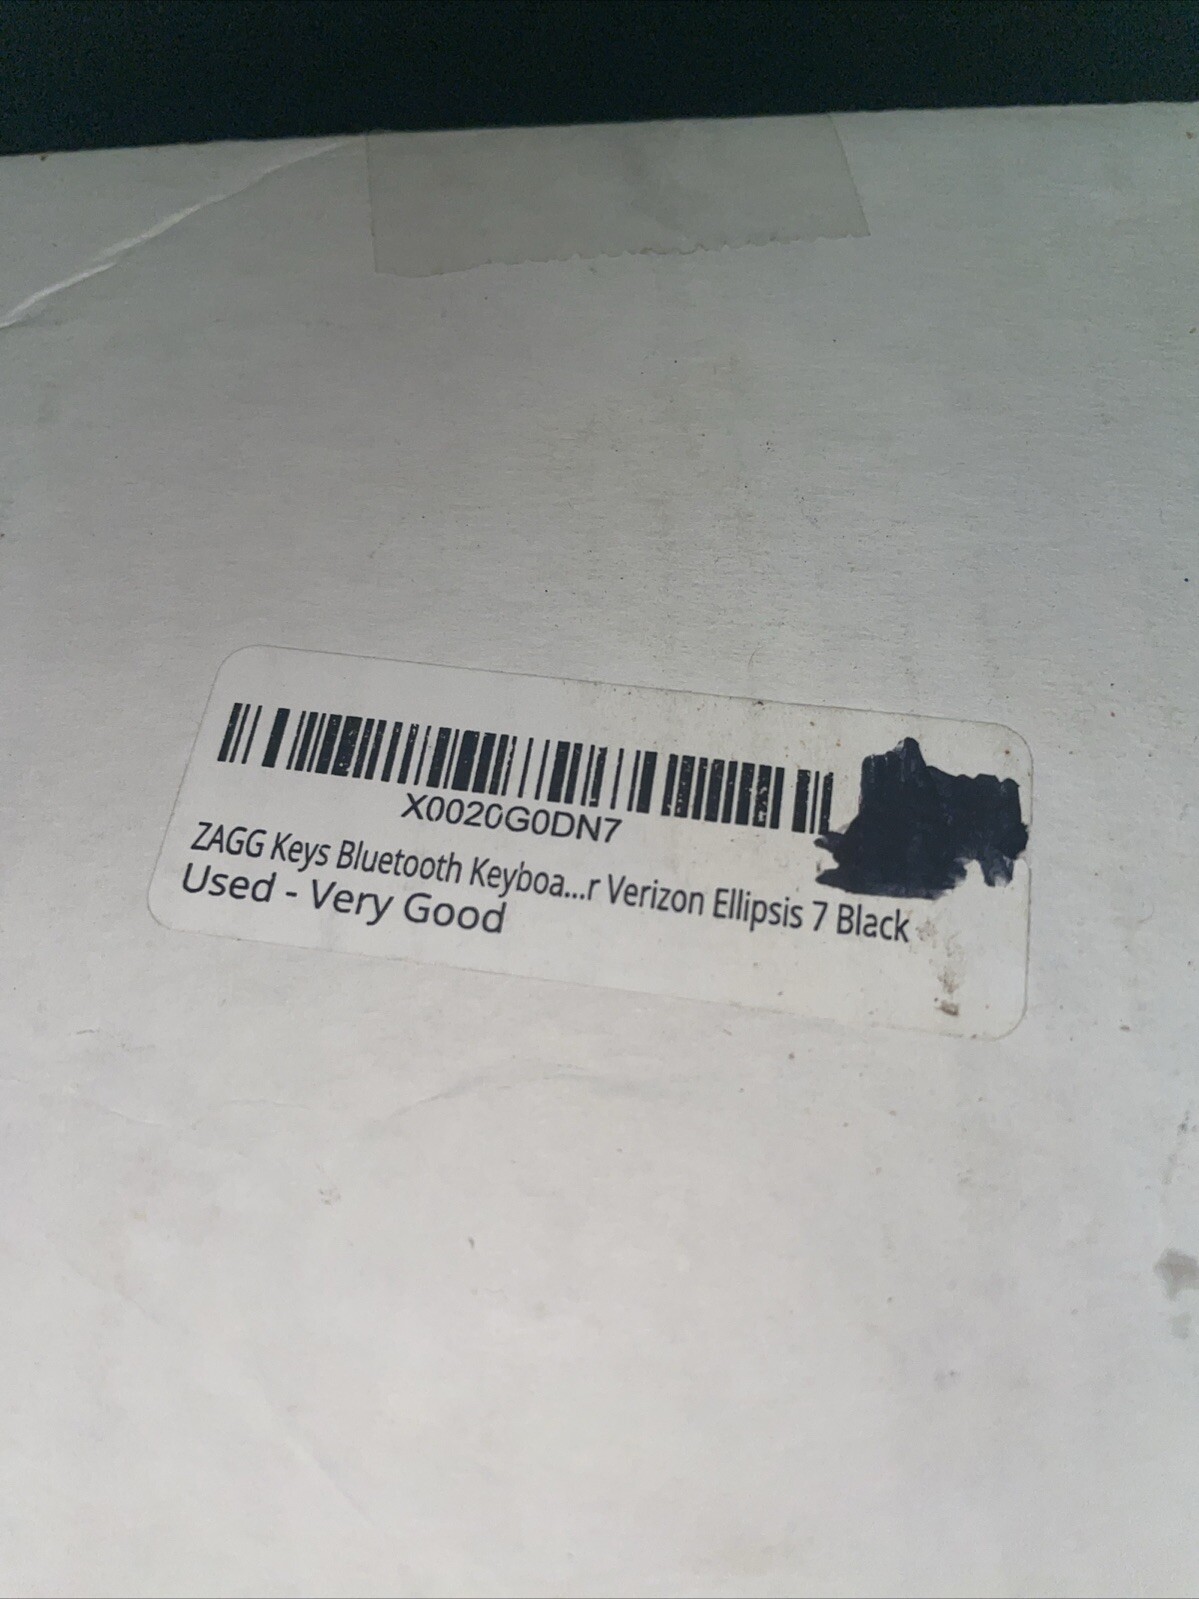 X0020G0DN7
ZAGG Keys Bluetooth Keyboa...r Verizon Ellipsis 7 Black
Used - Very Good